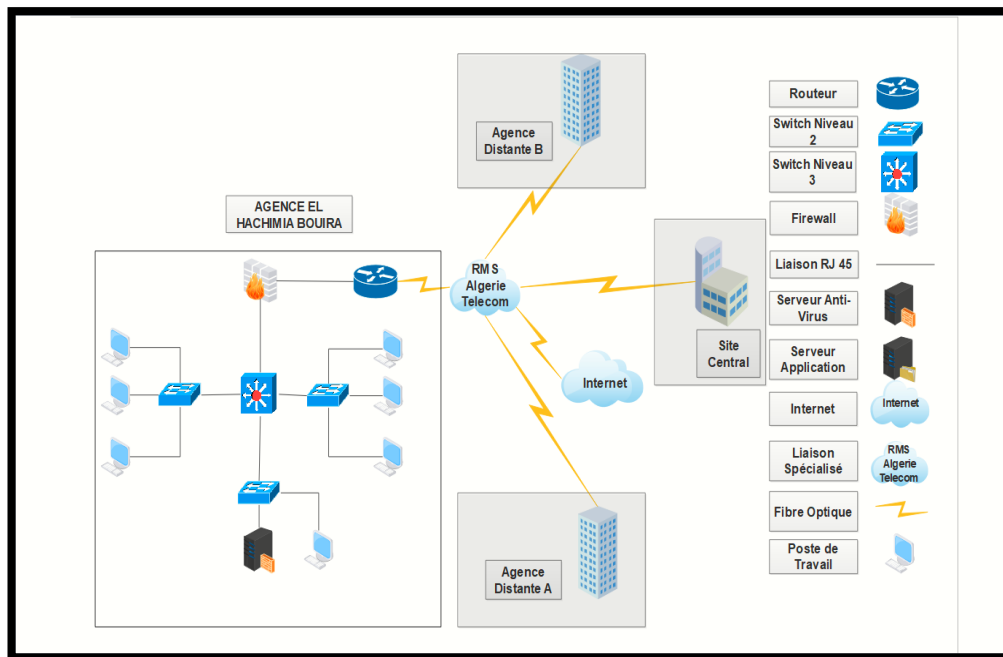 Agence
Distante B
AGENCE EL
HACHIMIA BOUIRA
RMS
Algerie
Telecom
Site
Central
Internet
Agence
Distante A
Routeur
Switch Niveau
2
Switch Niveau
3
Firewall
Liaison RJ 45
Serveur Anti-
Virus
Serveur
Application
Internet
Internet
Liaison
Spécialisé
RMS
Algerie
Telecom
Fibre Optique
Poste de
Travail